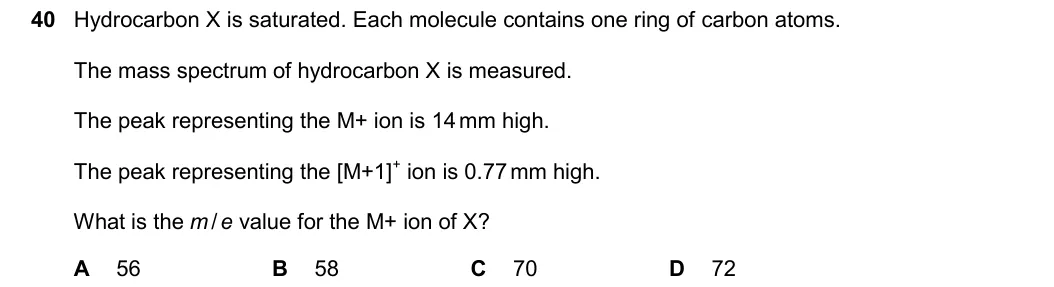 40 Hydrocarbon X is saturated. Each molecule contains one ring of carbon atoms.
The mass spectrum of hydrocarbon X is measured.
The peak representing the M+ ion is 14 mm high.
The peak representing the [M+1]⁺ ion is 0.77 mm high.
What is the m / e value for the M+ ion of X?
A 56 B 58 C 70 D 72